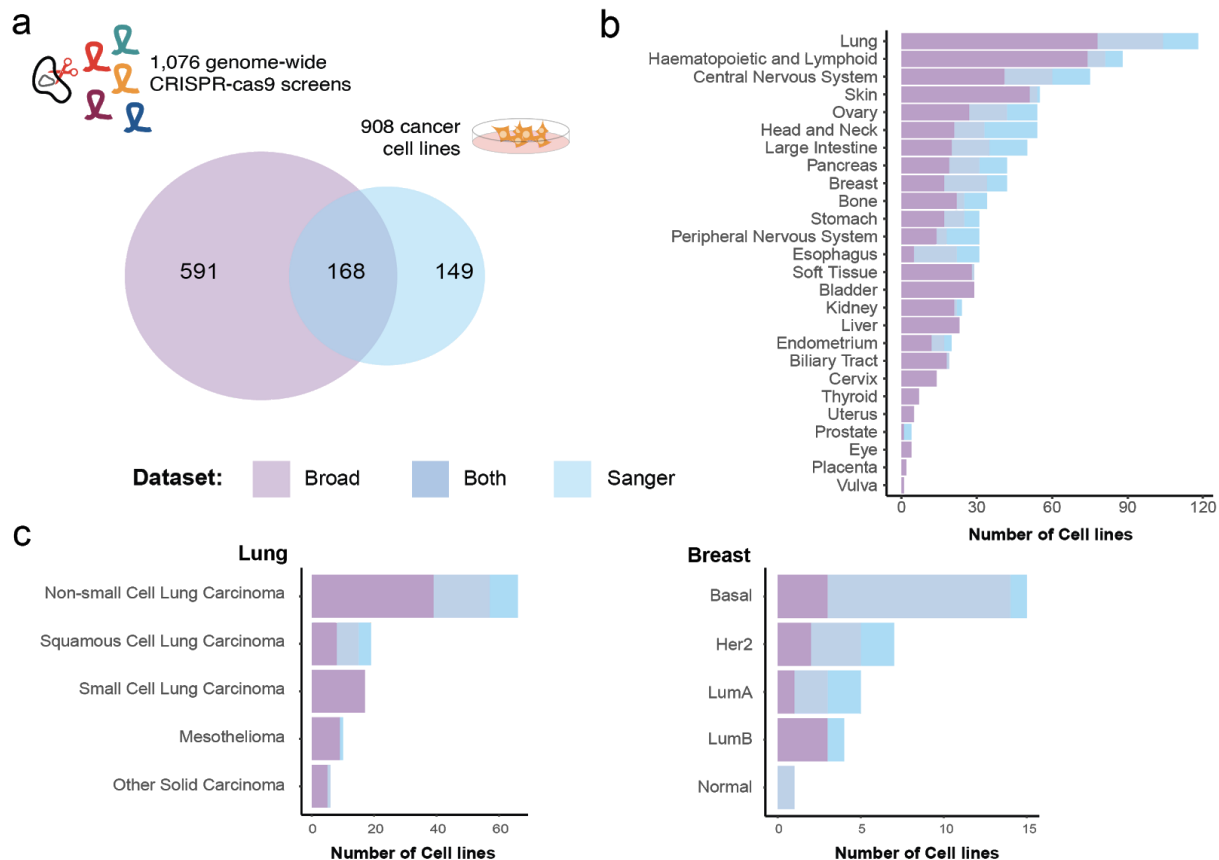 a
1,076 genome-wide
CRISPR-cas9 screens
908 cancer
cell lines
591
168
149
Dataset:
Broad
Both
Sanger
b
Lung
Haematopoietic and Lymphoid
Central Nervous System
Skin
Ovary
Head and Neck
Large Intestine
Pancreas
Breast
Bone
Stomach
Peripheral Nervous System
Esophagus
Soft Tissue
Bladder
Kidney
Liver
Endometrium
Biliary Tract
Cervix
Thyroid
Uterus
Prostate
Eye
Placenta
Vulva
0 30 60 90 120
Number of Cell lines
c
Lung
Non-small Cell Lung Carcinoma
Squamous Cell Lung Carcinoma
Small Cell Lung Carcinoma
Mesothelioma
Other Solid Carcinoma
0 20 40 60
Number of Cell lines
Breast
Basal
Her2
LumA
LumB
Normal
0 5 10 15
Number of Cell lines